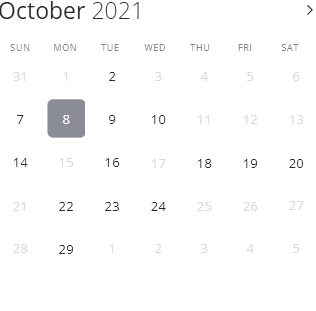 October 2021
SUN MON TUE WED THU FRI SAT
31 1 2 3 4 5 6
7 8 9 10 11 12 13
14 15 16 17 18 19 20
21 22 23 24 25 26 27
28 29 1 2 3 4 5